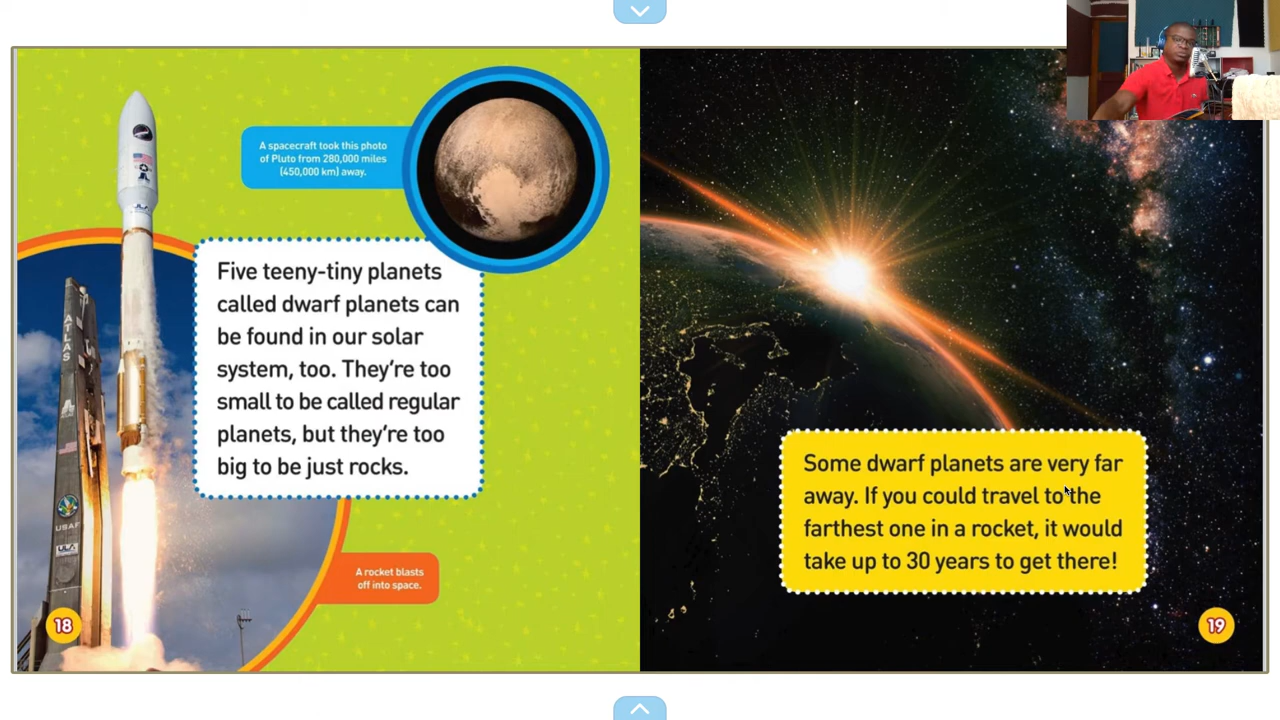 A spacecraft took this photo
of Pluto from 280,000 miles
(450,000 km) away.
Five teeny-tiny planets
called dwarf planets can
be found in our solar
system, too. They're too
small to be called regular
planets, but they're too
big to be just rocks.
ATLAS
USAF
ULA
A rocket blasts
off into space.
18
Some dwarf planets are very far
away. If you could travel to the
farthest one in a rocket, it would
take up to 30 years to get there!
19